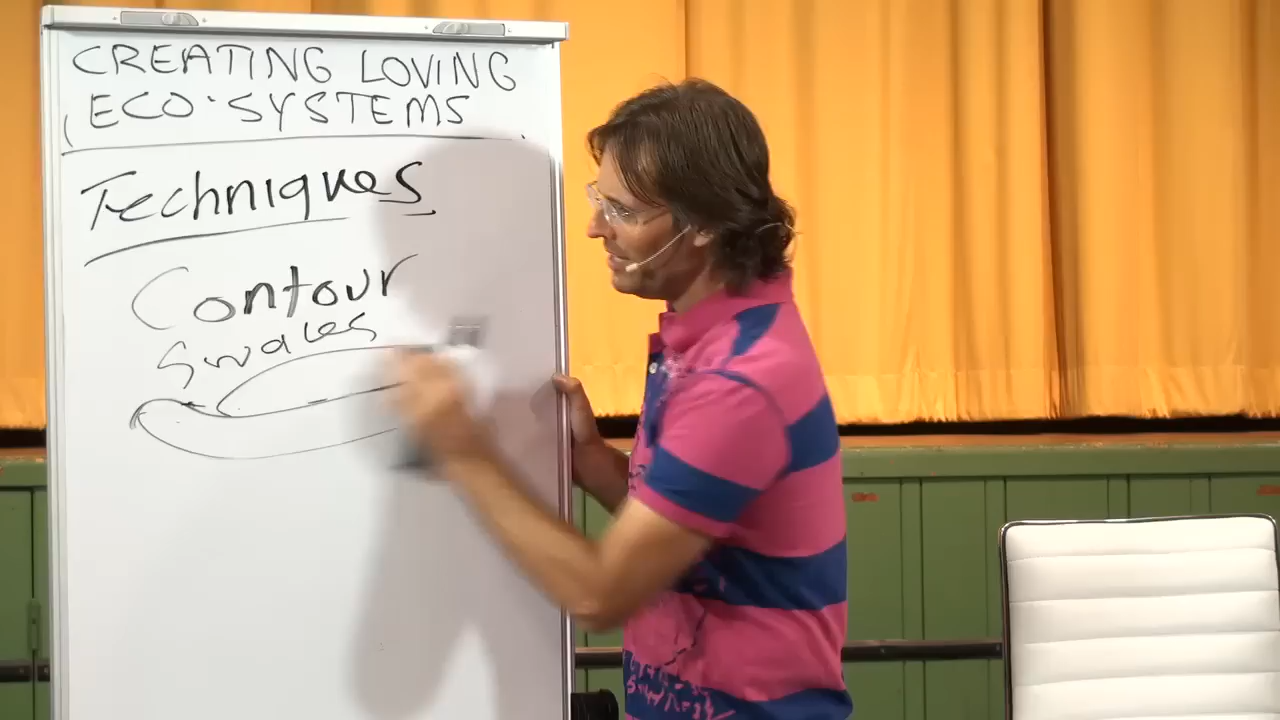 CREATING LOVING
ECO·SYSTEMS
Techniques
Contour
Swales